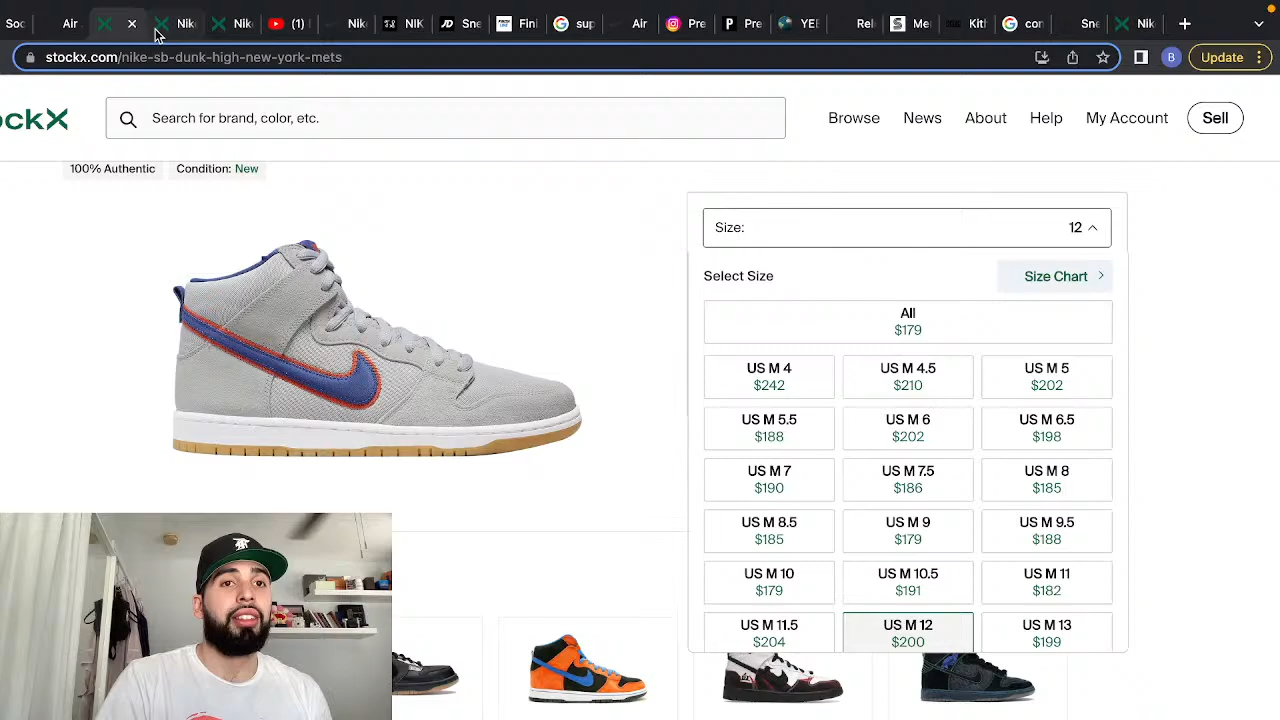 Soc
Air
Nik
Nik
(1)
Nik
NIK
Sne
Finl
sup
Air
Pre
Pre
YEE
Rel
Me
Kitl
con
Sne
Nik
stockx.com/nike-sb-dunk-high-new-york-mets
B
Update
ockX
Search for brand, color, etc.
Browse
News
About
Help
My Account
Sell
100% Authentic
Condition: New
Size:
12
Select Size
Size Chart
All
$179
US M 4
$242
US M 4.5
$210
US M 5
$202
US M 5.5
$188
US M 6
$202
US M 6.5
$198
US M 7
$190
US M 7.5
$186
US M 8
$185
US M 8.5
$185
US M 9
$179
US M 9.5
$188
US M 10
$179
US M 10.5
$191
US M 11
$182
US M 11.5
$204
US M 12
$200
US M 13
$199